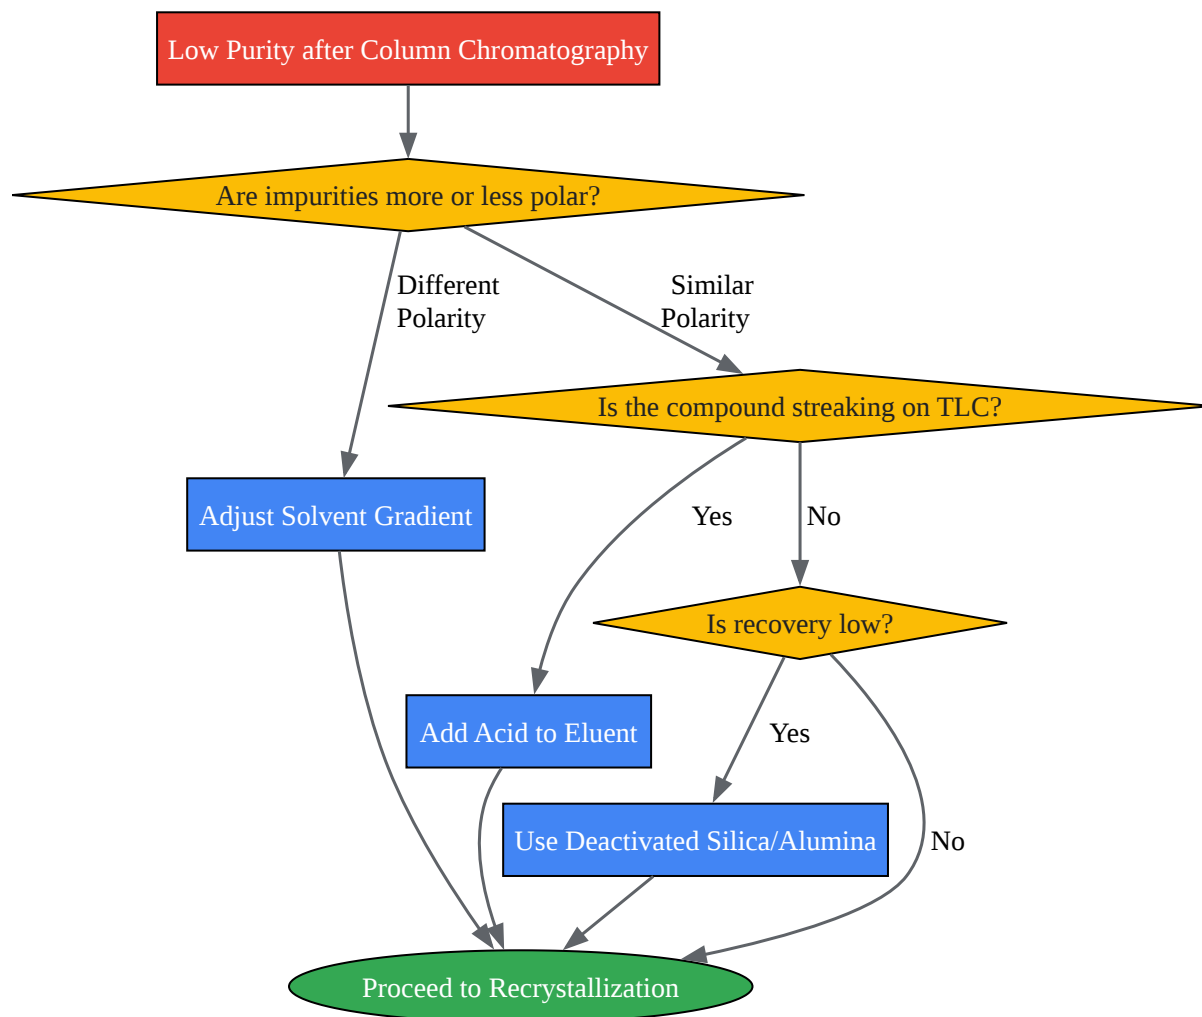 Low Purity after Column Chromatography
Are impurities more or less polar?
Different
Polarity
Similar
Polarity
Is the compound streaking on TLC?
Adjust Solvent Gradient
Yes
No
Is recovery low?
Add Acid to Eluent
Yes
Use Deactivated Silica/Alumina
No
Proceed to Recrystallization